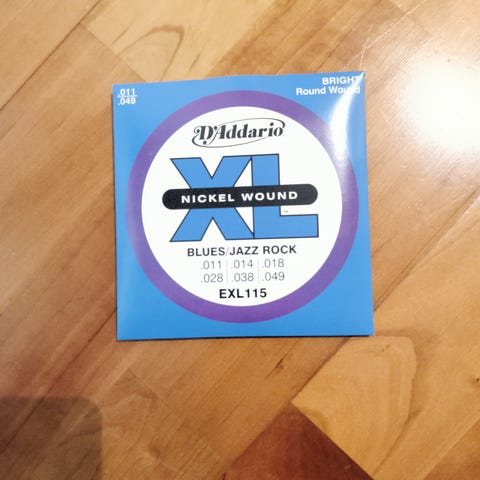 .011
.049
BRIGHT
Round Wound
D'Addario
XL
NICKEL WOUND
BLUES/JAZZ ROCK
.011 .014 .018
.028 .038 .049
EXL115